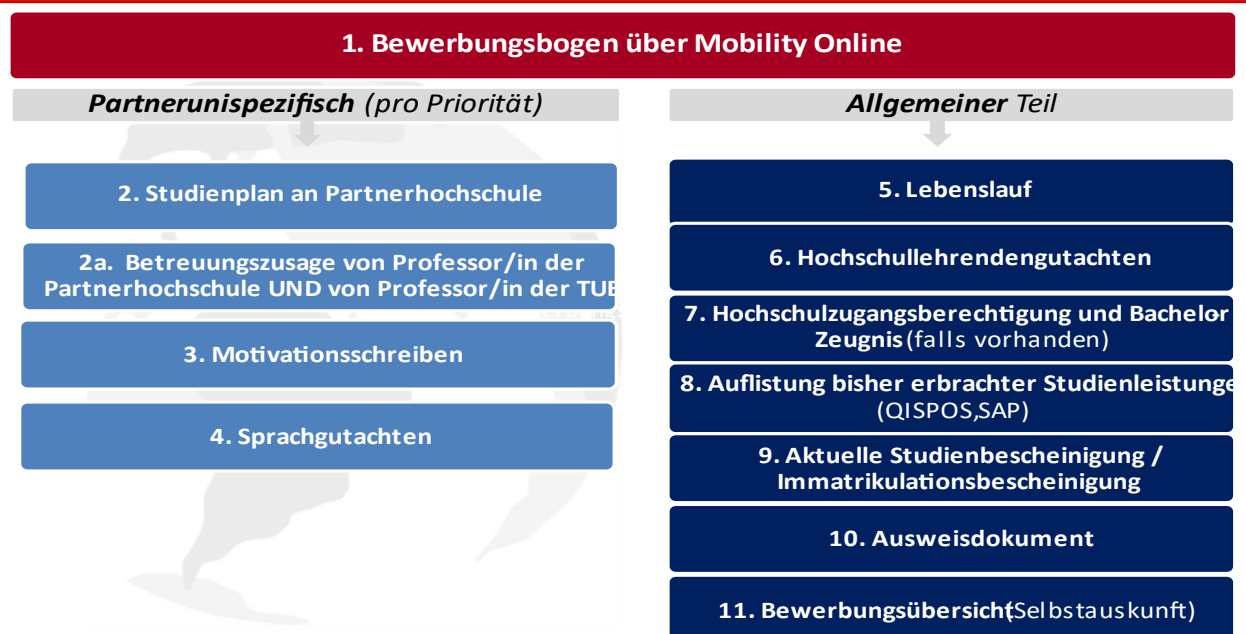 1. Bewerbungsbogen über Mobility Online
Partnerunispezifisch (pro Priorität)
2. Studienplan an Partnerhochschule
2a. Betreuungszusage von Professor/in der
Partnerhochschule UND von Professor/in der TUB
3. Motivationsschreiben
4. Sprachgutachten
Allgemeiner Teil
5. Lebenslauf
6. Hochschullehrendengutachten
7. Hochschulzugangsberechtigung und Bachelor-
Zeugnis (falls vorhanden)
8. Auflistung bisher erbrachter Studienleistunge
(QISPOS,SAP)
9. Aktuelle Studienbescheinigung /
Immatrikulationsbescheinigung
10. Ausweisdokument
11. Bewerbungsübersicht (Selbstauskunft)